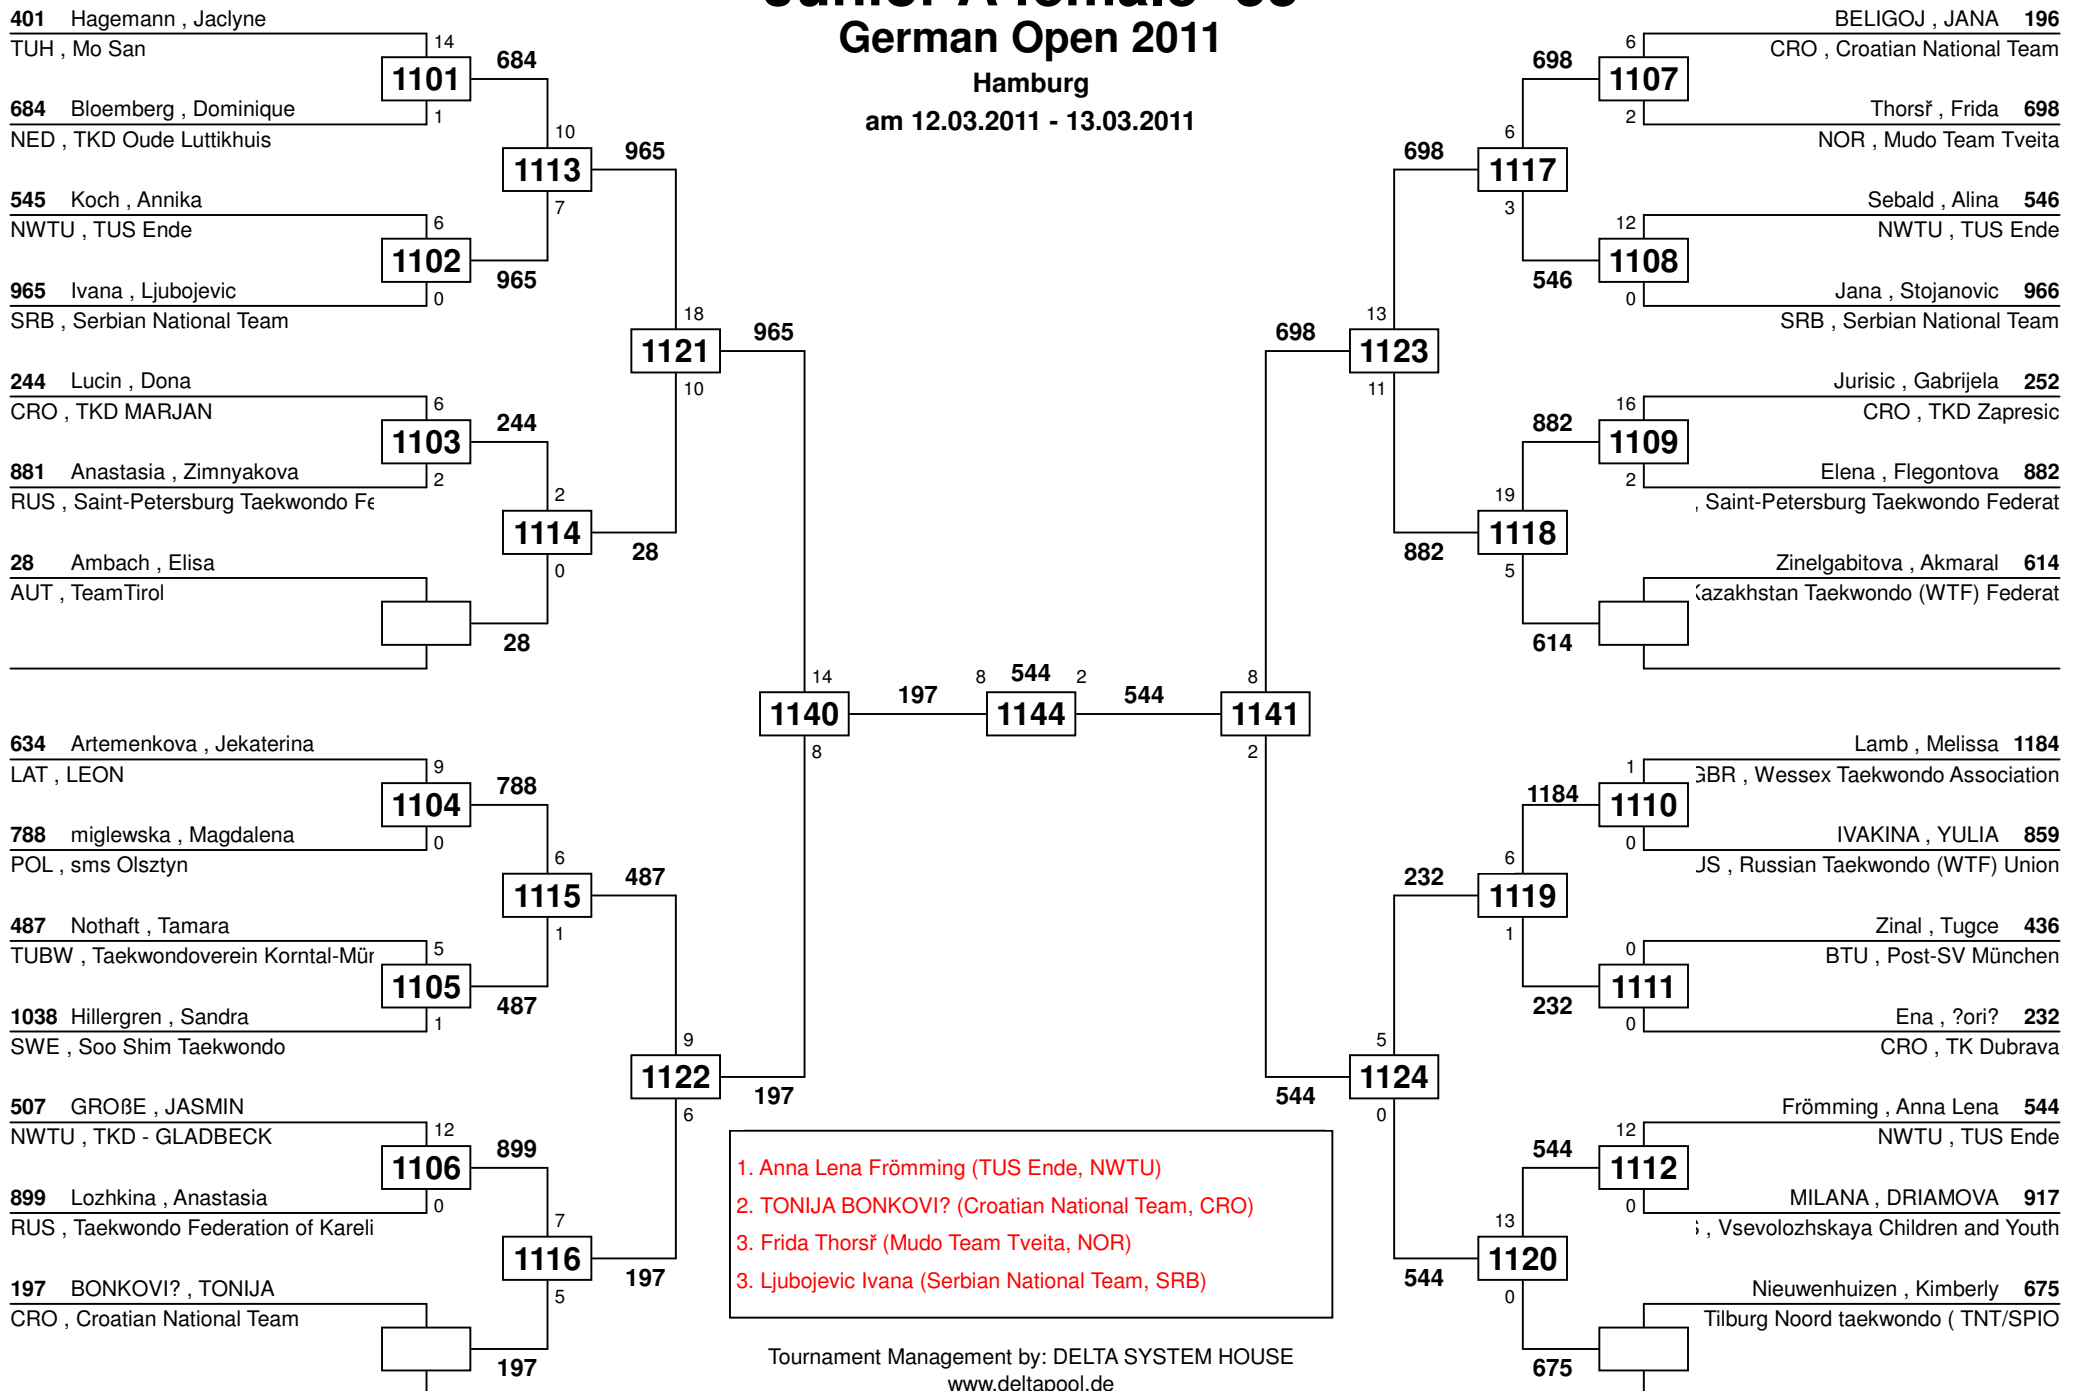 German Open 2011
Hamburg
am 12.03.2011 - 13.03.2011
401 Hagemann , Jaclyne
TUH , Mo San
14
1101
684
684 Bloemberg , Dominique
1
NED , TKD Oude Luttikhuis
10
1113
965
7
545 Koch , Annika
NWTU , TUS Ende
6
1102
965
965 Ivana , Ljubojevic
0
SRB , Serbian National Team
18
1121
965
10
244 Lucin , Dona
CRO , TKD MARJAN
6
1103
244
881 Anastasia , Zimnyakova
2
RUS , Saint-Petersburg Taekwondo
2
1114
28
0
28 Ambach , Elisa
AUT , TeamTirol
28
634 Artemenkova , Jekaterina
LAT , LEON
9
1104
788
788 miglewska , Magdalena
0
POL , sms Olsztyn
6
1115
487
1
487 Nothaft , Tamara
TUBW , Taekwondoverein
5
1105
487
1038 Hillergren , Sandra
1
SWE , Soo Shim Taekwondo
9
1122
197
6
507 GROßE , JASMIN
NWTU , TKD - GLADBECK
12
1106
899
899 Lozhkina , Anastasia
0
RUS , Taekwondo Federation of Kareli
7
1116
197
5
197 BONKOVI? , TONIJA
CRO , Croatian National Team
197
14
1140
8
197
8 544 2
1144
544
8
1141
2
BELIGOJ , JANA 196
CRO , Croatian National Team
6
698
1107
Thorsř , Frida 698
2
NOR , Mudo Team Tveita
6
698
1117
3
Sebald , Alina 546
NWTU , TUS Ende
12
1108
546
Jana , Stojanovic 966
0
SRB , Serbian National Team
13
698
1123
11
Jurisic , Gabrijela 252
CRO , TKD Zapresic
16
882
1109
Elena , Flegontova 882
2
, Saint-Petersburg Taekwondo Federat
19
1118
882
5
Zinelgabitova , Akmaral 614
Taekwondo (WTF) Federat
614
Lamb , Melissa 1184
GBR , Wessex Taekwondo Association
1
1184
1110
IVAKINA , YULIA 859
0
, Russian Taekwondo (WTF) Union
6
232
1119
1
Zinal , Tugce 436
BTU , Post-SV München
0
1111
232
Ena , ?ori? 232
0
CRO , TK Dubrava
5
1124
544
0
Frömming , Anna Lena 544
NWTU , TUS Ende
12
544
1112
MILANA , DRIAMOVA 917
0
, Vsevolozhskaya Children and Youth
13
1120
544
0
Nieuwenhuizen , Kimberly 675
Tilburg Noord taekwondo ( TNT/SPIO
675
1. Anna Lena Frömming (TUS Ende, NWTU)
2. TONIJA BONKOVI? (Croatian National Team, CRO)
3. Frida Thorsř (Mudo Team Tveita, NOR)
3. Ljubojevic Ivana (Serbian National Team, SRB)
Tournament Management by: DELTA SYSTEM HOUSE
www.deltapool.de